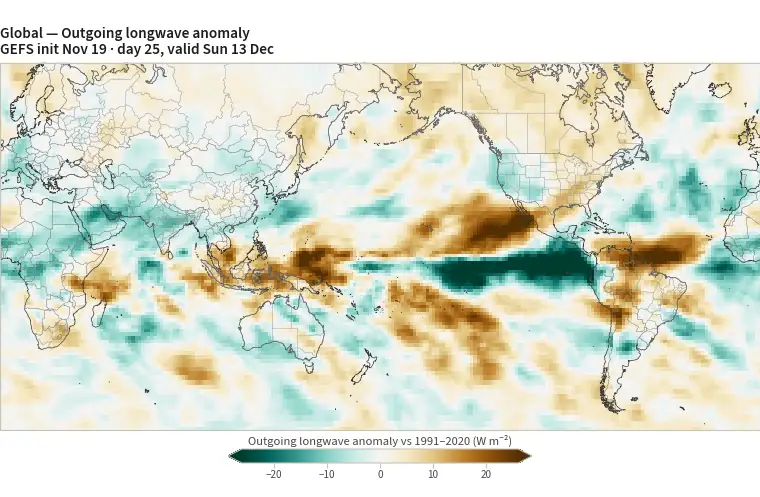 Global — Outgoing longwave anomaly
GEFS init Nov 19 · day 25, valid Sun 13 Dec
Outgoing longwave anomaly vs 1991–2020 (W m⁻²)
−20 −10 0 10 20